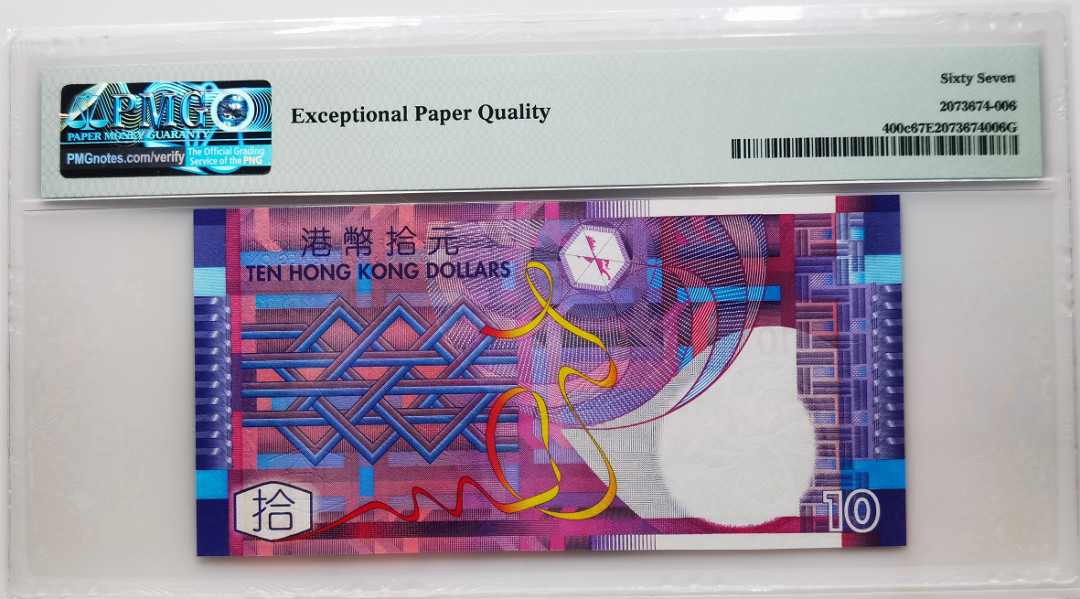 PMG
PAPER MONEY GUARANTY
PMGnotes.com/verify
The Official Grading
Service of the PNG
Exceptional Paper Quality
Sixty Seven
2073674-006
400c67E2073674006G
港幣拾元
TEN HONG KONG DOLLARS
拾
10